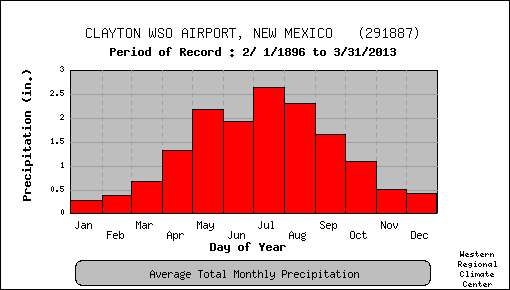 CLAYTON WSO AIRPORT, NEW MEXICO (291887)
Period of Record : 2/ 1/1896 to 3/31/2013
Precipitation (in.)
3
2.5
2
1.5
1
0.5
0
Jan Feb Mar Apr May Jun Jul Aug Sep Oct Nov Dec
Day of Year
Average Total Monthly Precipitation
Western
Regional
Climate
Center